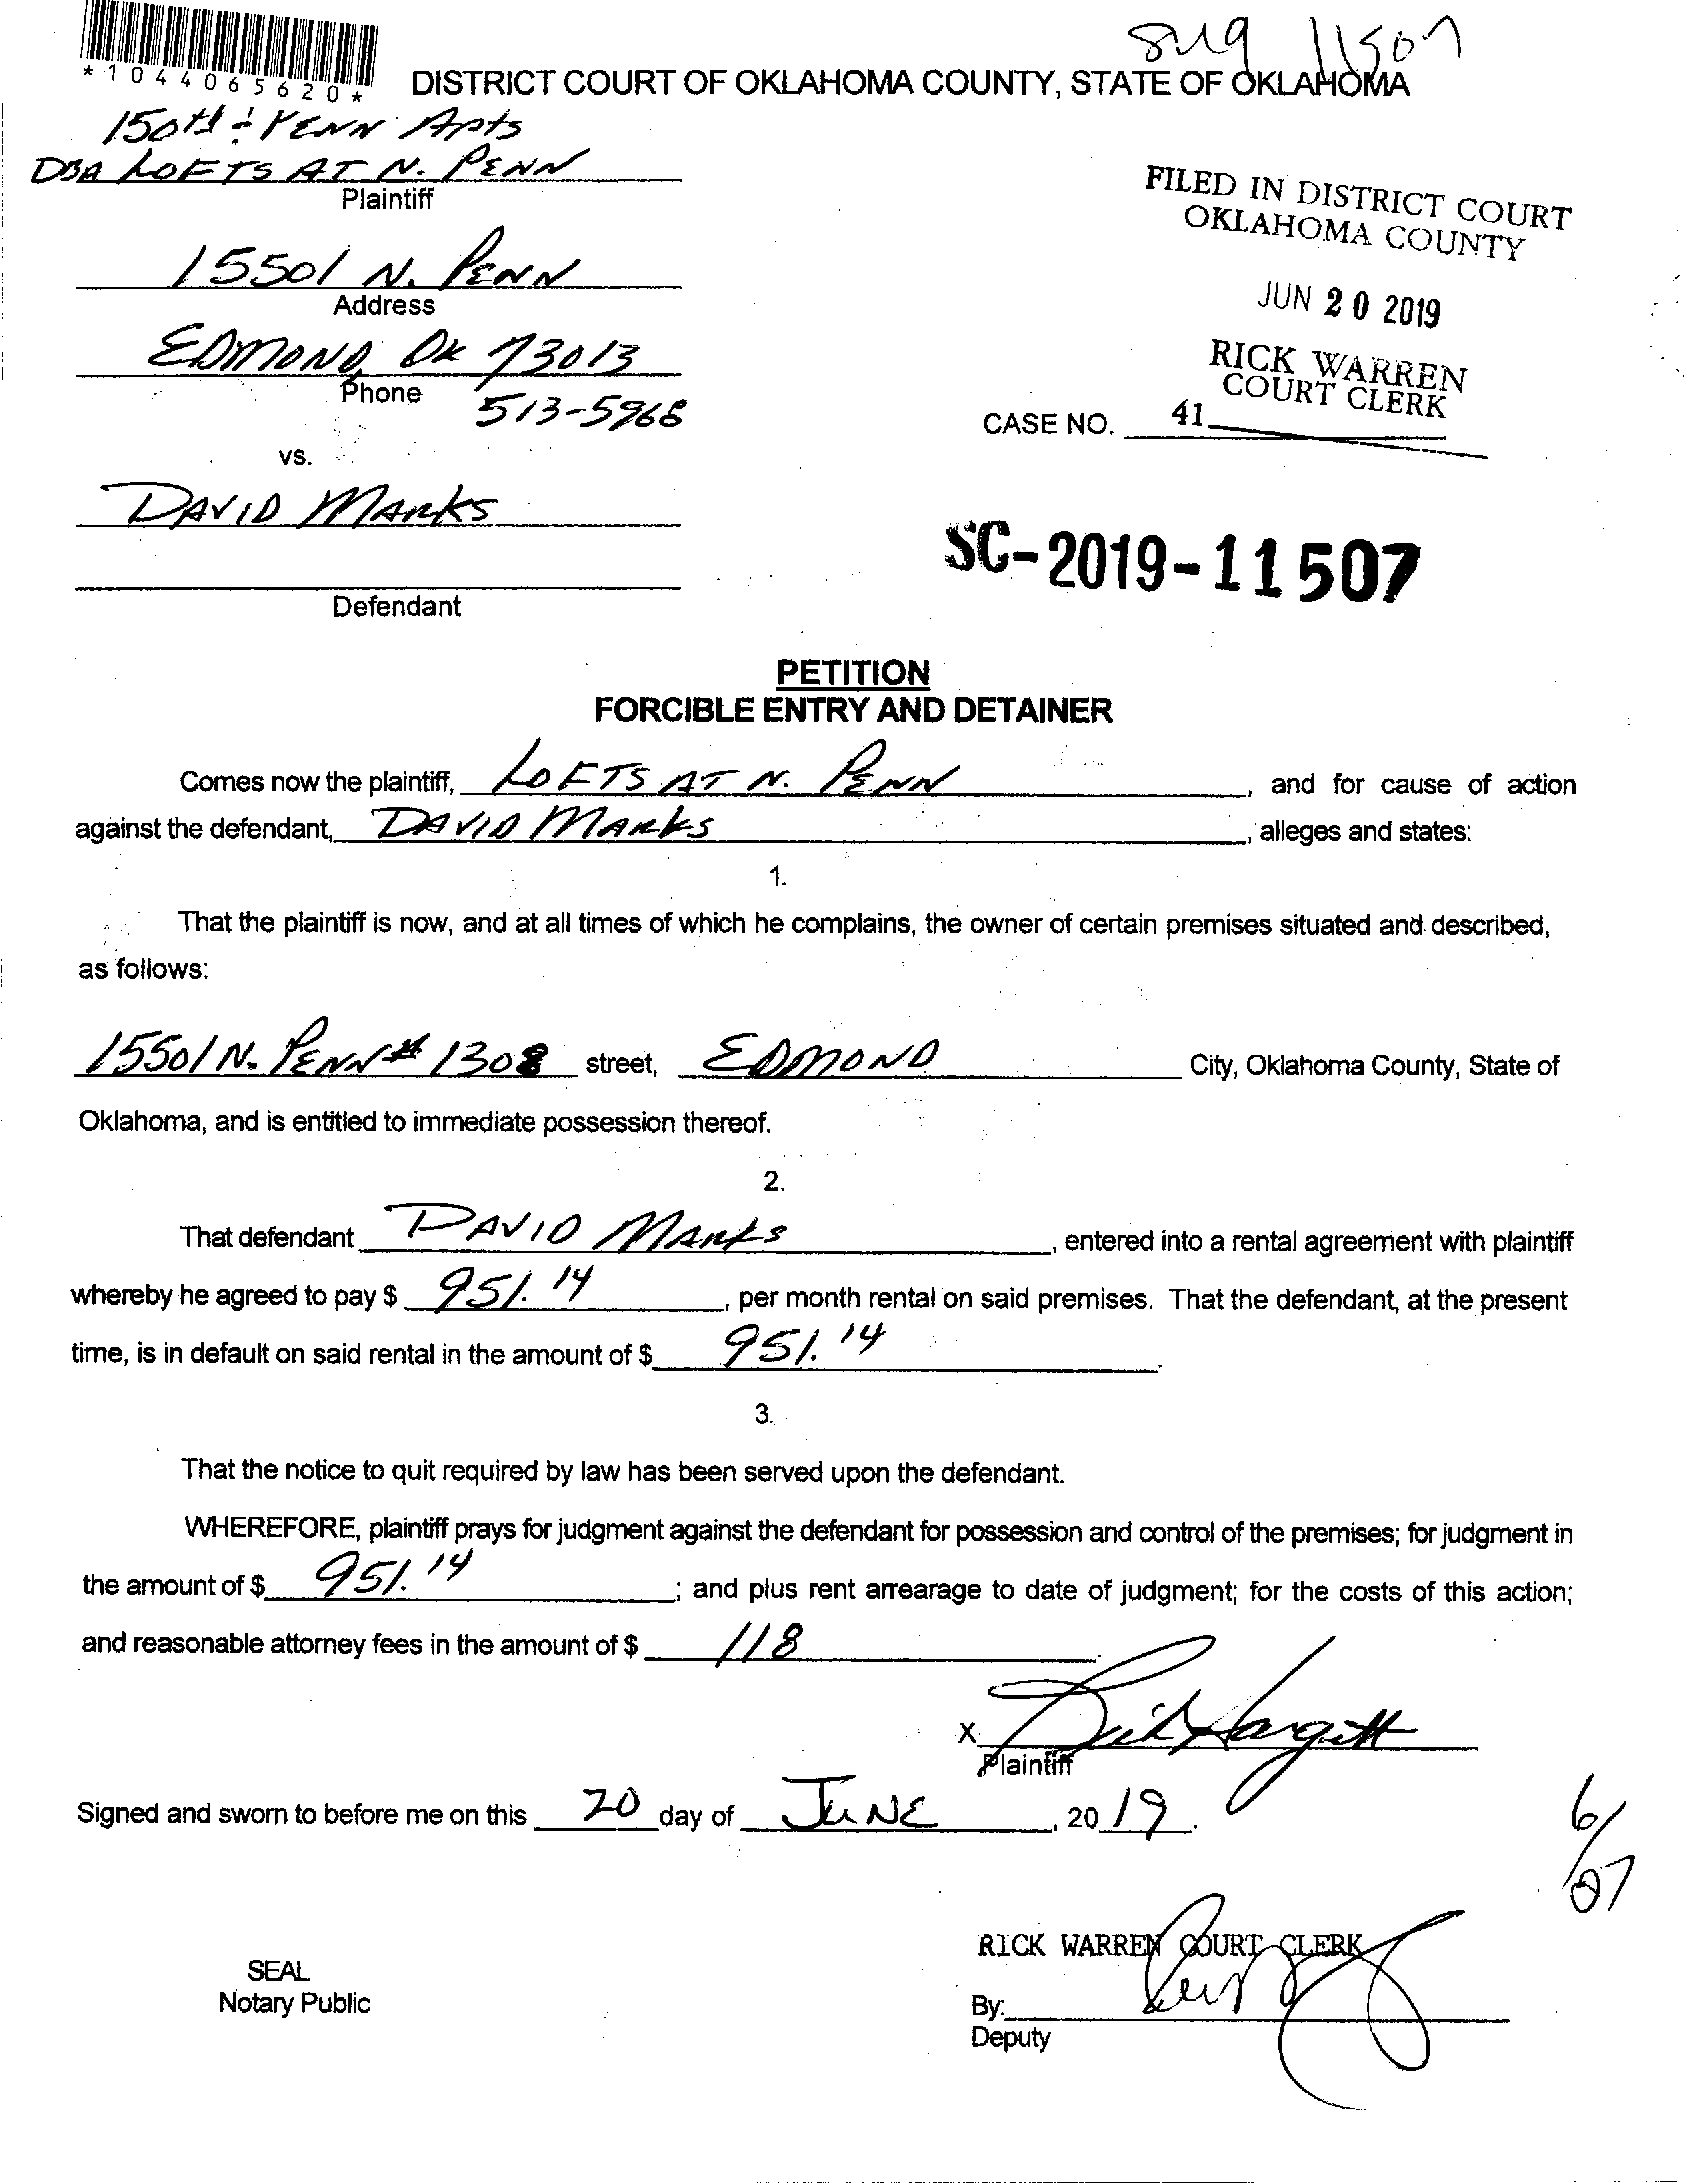 SM19 11507
*1044065620*
DISTRICT COURT OF OKLAHOMA COUNTY, STATE OF OKLAHOMA
150th & PENN Apts
DBA LOFTS AT N. PENN
Plaintiff
FILED IN DISTRICT COURT
OKLAHOMA COUNTY
15501 N. PENN
Address
JUN 20 2019
EDMOND, OK 73013
Phone
513-5968
RICK WARREN
COURT CLERK
CASE NO. 41
vs.
DAVID MARKS
SC-2019-11507
Defendant
PETITION
FORCIBLE ENTRY AND DETAINER
Comes now the plaintiff, LOFTS AT N. PENN, and for cause of action
against the defendant, DAVID MARKS, alleges and states:
1.
That the plaintiff is now, and at all times of which he complains, the owner of certain premises situated and described,
as follows:
15501 N. PENN # 1308 street, EDMOND City, Oklahoma County, State of
Oklahoma, and is entitled to immediate possession thereof.
2.
That defendant DAVID MARKS, entered into a rental agreement with plaintiff
whereby he agreed to pay $ 951.14, per month rental on said premises. That the defendant, at the present
time, is in default on said rental in the amount of $ 951.14.
3.
That the notice to quit required by law has been served upon the defendant.
WHEREFORE, plaintiff prays for judgment against the defendant for possession and control of the premises; for judgment in
the amount of $ 951.14; and plus rent arrearage to date of judgment; for the costs of this action;
and reasonable attorney fees in the amount of $ 118.
X
Plaintiff
Signed and sworn to before me on this 20 day of JUNE, 20 19.
6/27
RICK WARREN COURT CLERK
SEAL
Notary Public
By:
Deputy